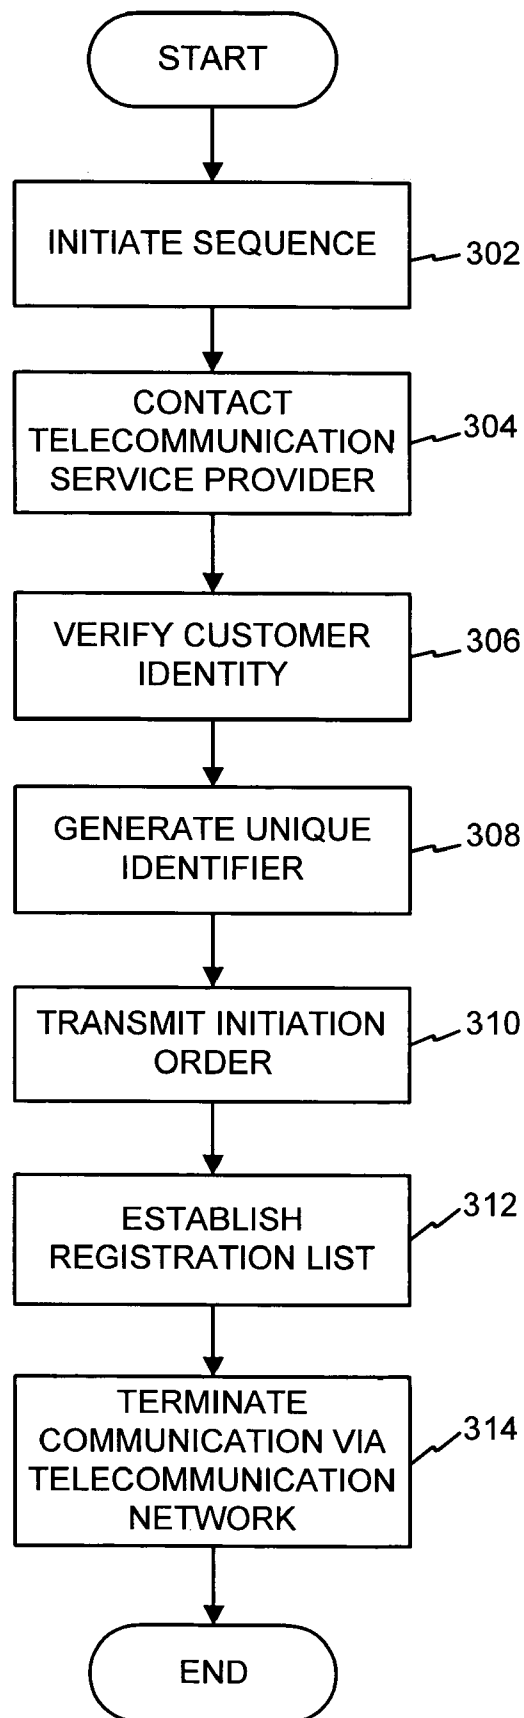 START
INITIATE SEQUENCE
302
CONTACT
TELECOMMUNICATION
SERVICE PROVIDER
304
VERIFY CUSTOMER
IDENTITY
306
GENERATE UNIQUE
IDENTIFIER
308
TRANSMIT INITIATION
ORDER
310
ESTABLISH
REGISTRATION LIST
312
TERMINATE
COMMUNICATION VIA
TELECOMMUNICATION
NETWORK
314
END